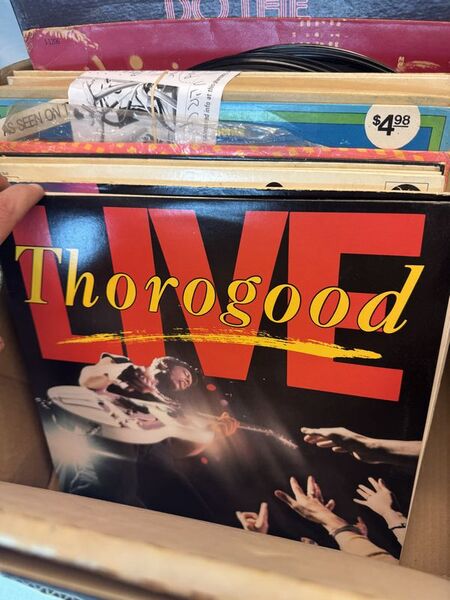 DO THE
AS SEEN ON T
$4.98
LIVE
Thorogood